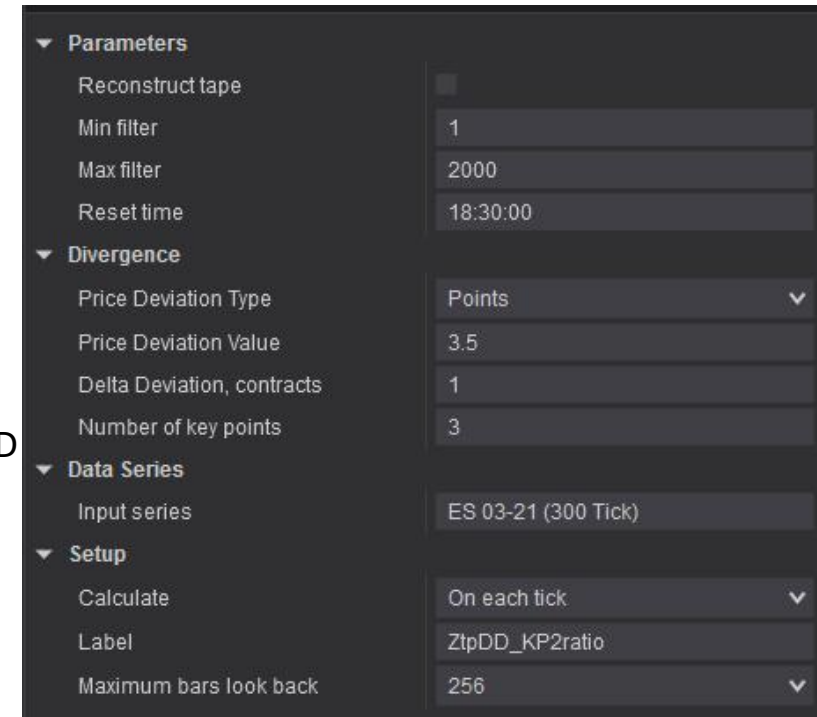 Parameters
Reconstruct tape
Min filter 1
Max filter 2000
Reset time 18:30:00
Divergence
Price Deviation Type Points
Price Deviation Value 3.5
Delta Deviation, contracts 1
Number of key points 3
D
Data Series
Input series ES 03-21 (300 Tick)
Setup
Calculate On each tick
Label ZtpDD_KP2ratio
Maximum bars look back 256